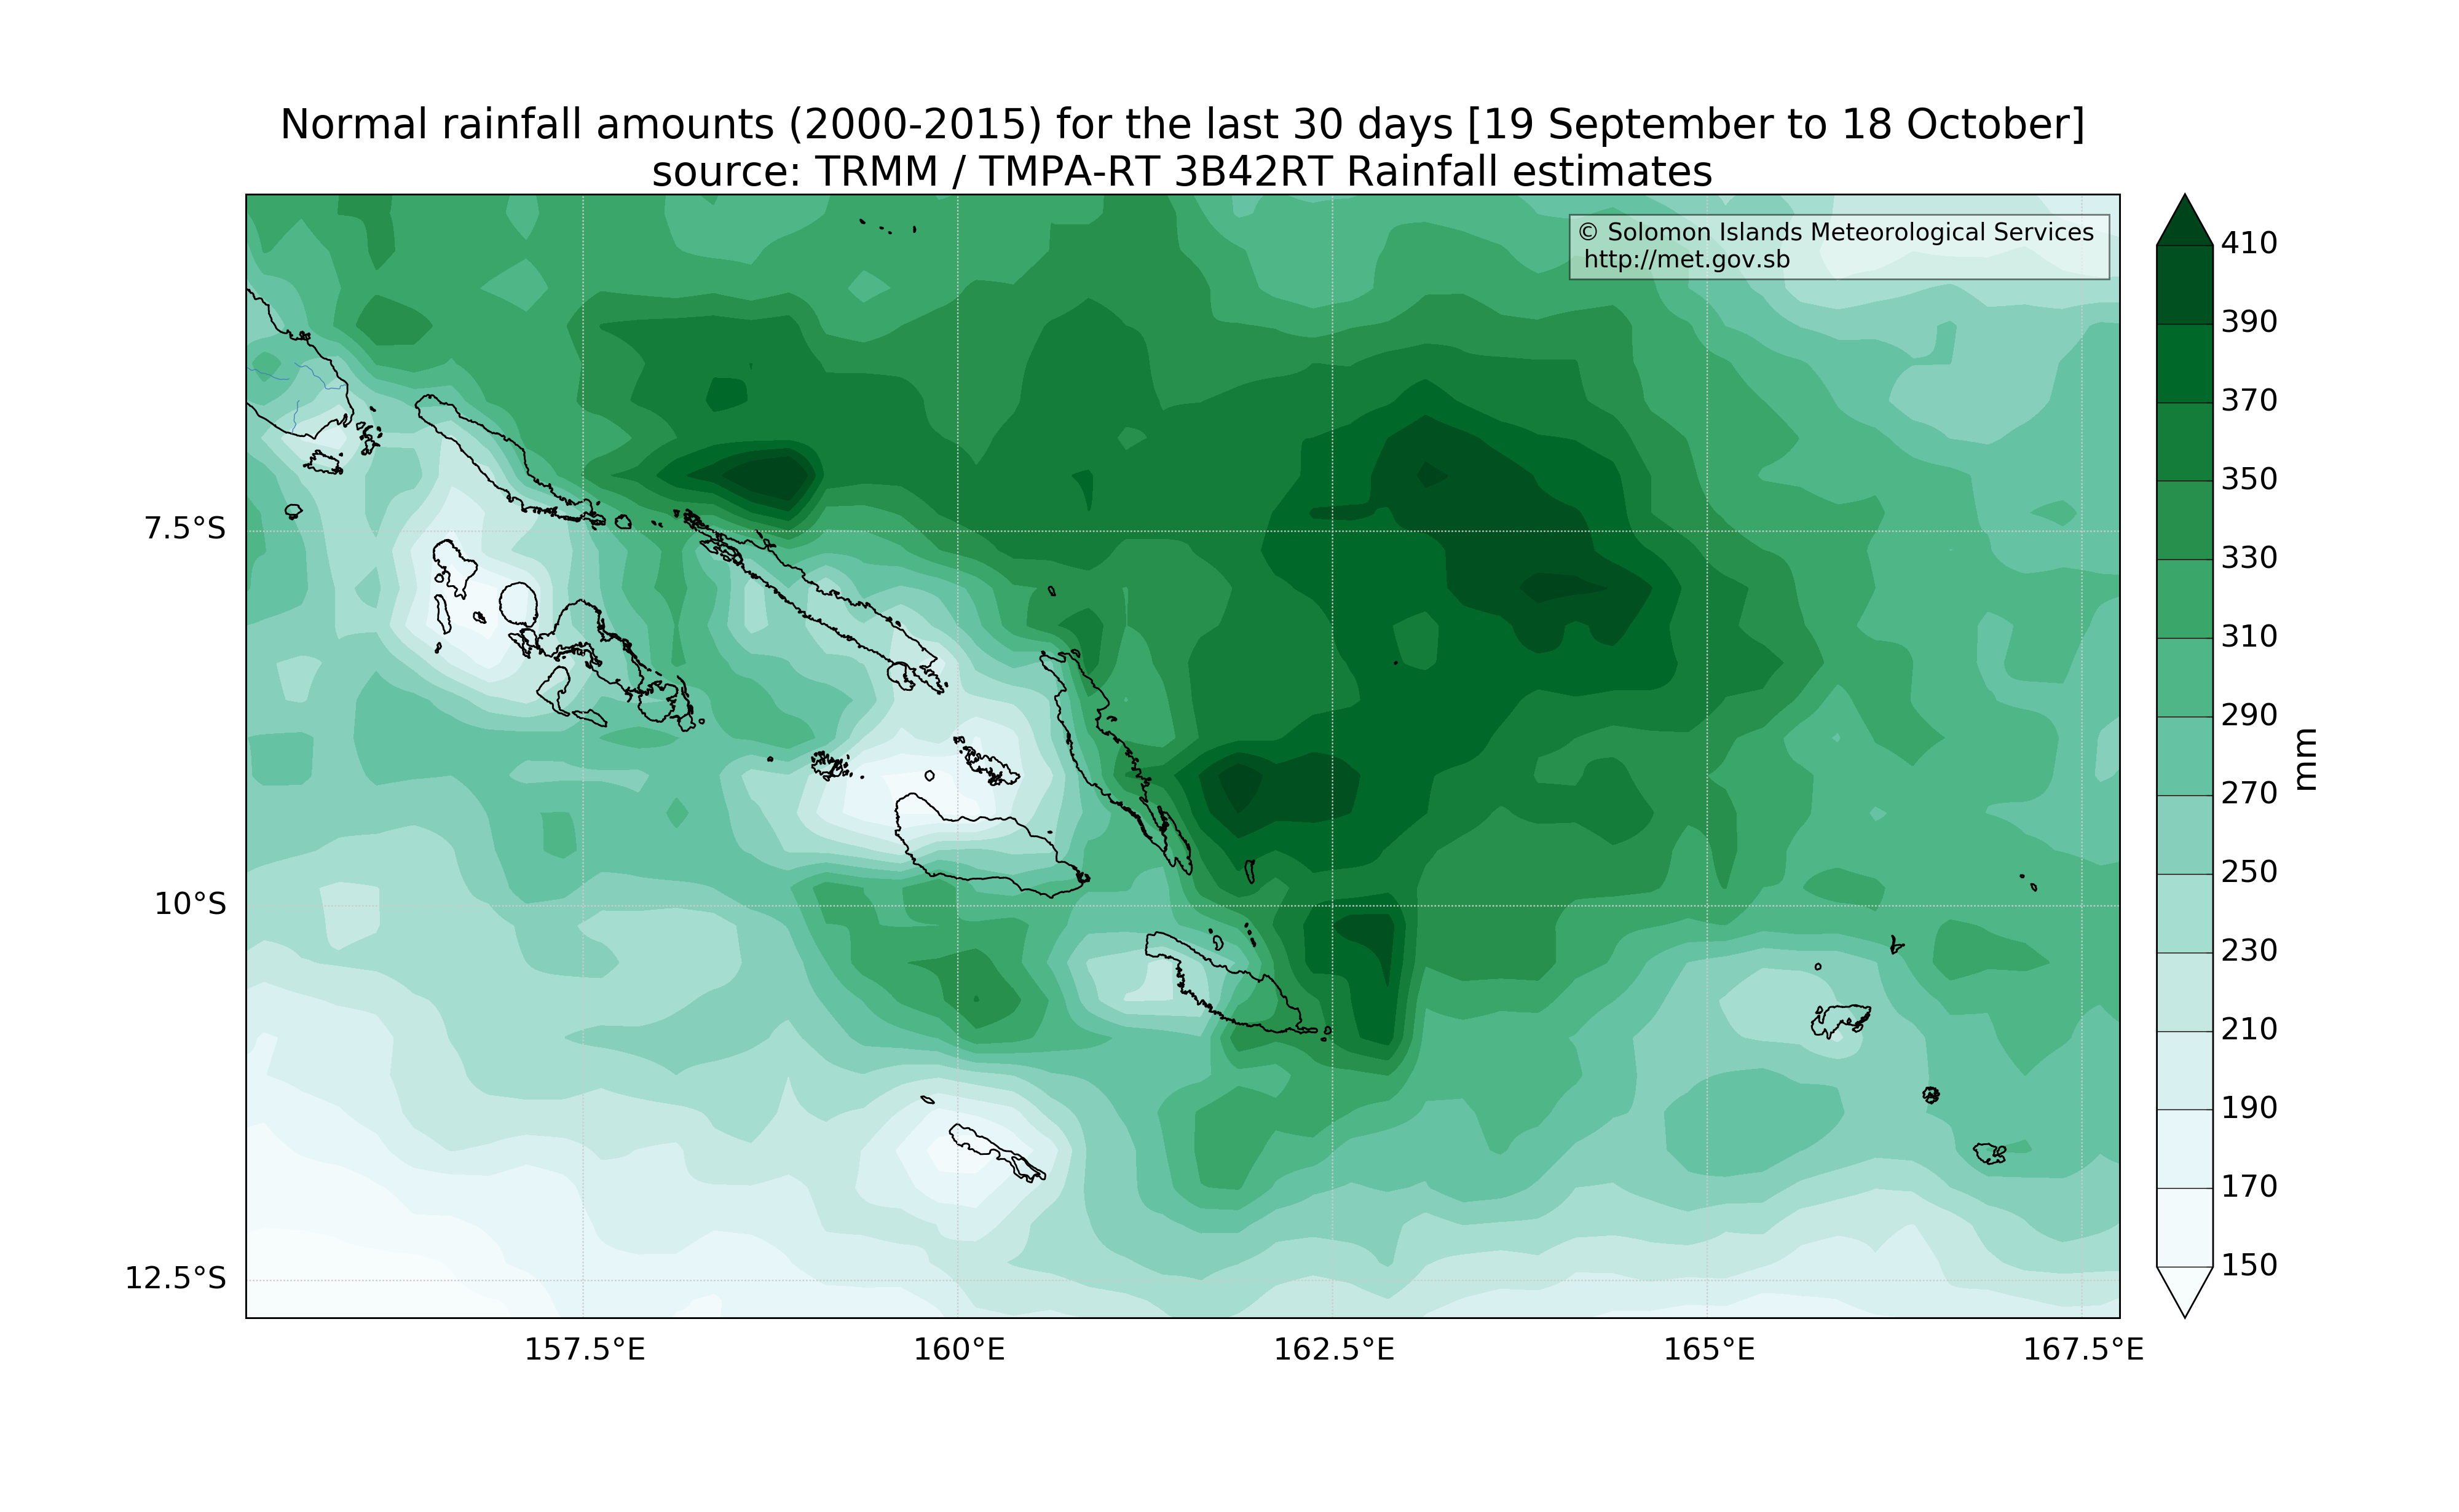 Normal rainfall amounts (2000-2015) for the last 30 days [19 September to 18 October]
source: TRMM / TMPA-RT 3B42RT Rainfall estimates
© Solomon Islands Meteorological Services
http://met.gov.sb
7.5°S
10°S
12.5°S
157.5°E
160°E
162.5°E
165°E
167.5°E
410
390
370
350
330
310
290
270
250
230
210
190
170
150
mm